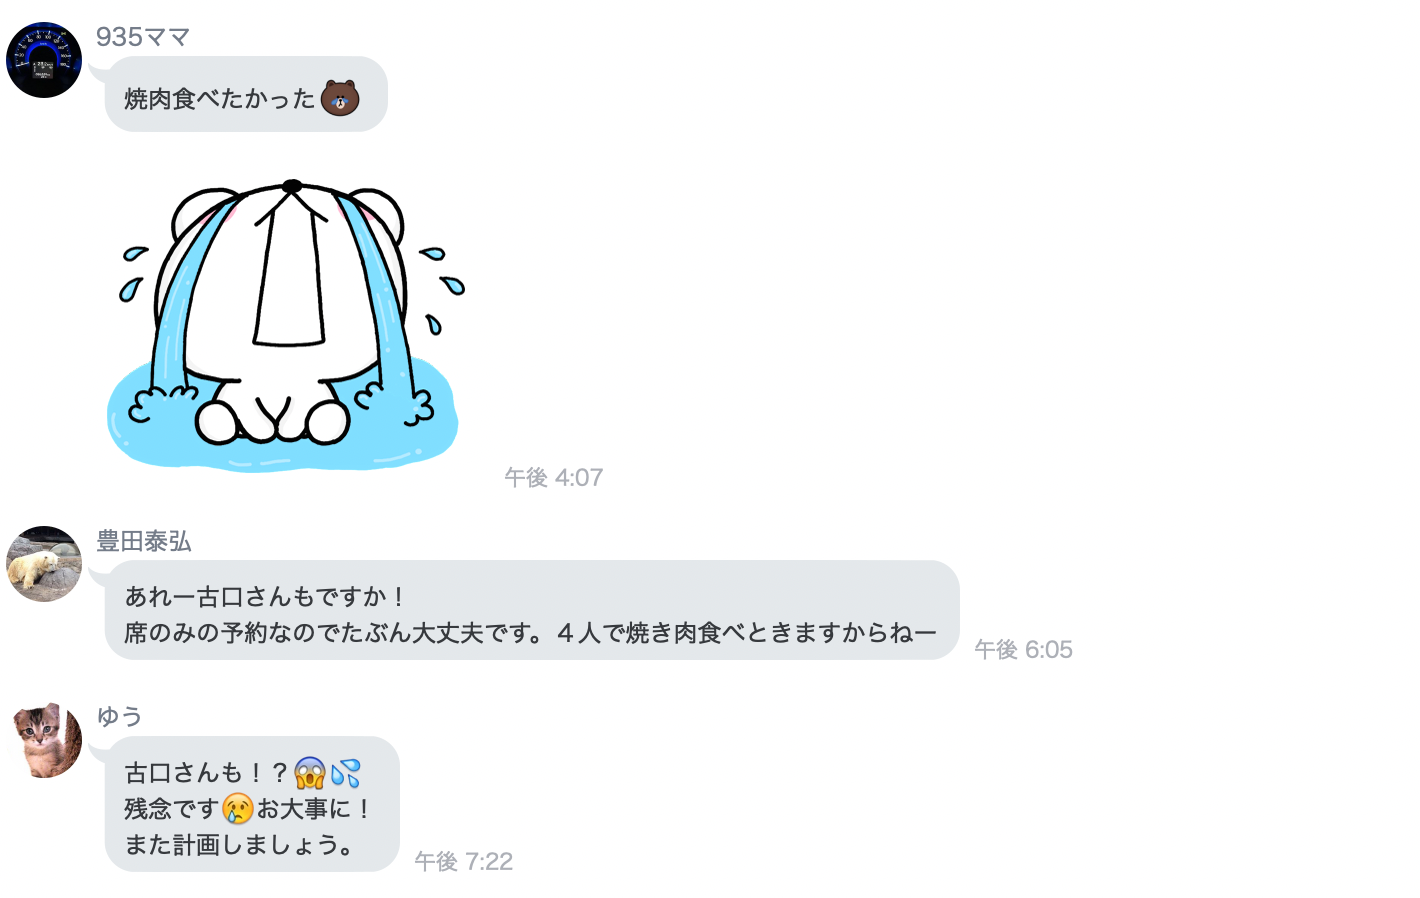 935ママ
焼肉食べたかった
午後 4:07
豊田泰弘
あれー古口さんもですか！
席のみの予約なのでたぶん大丈夫です。４人で焼き肉食べときますからねー
午後 6:05
ゆう
古口さんも！？😱💦
残念です😢お大事に！
また計画しましょう。
午後 7:22